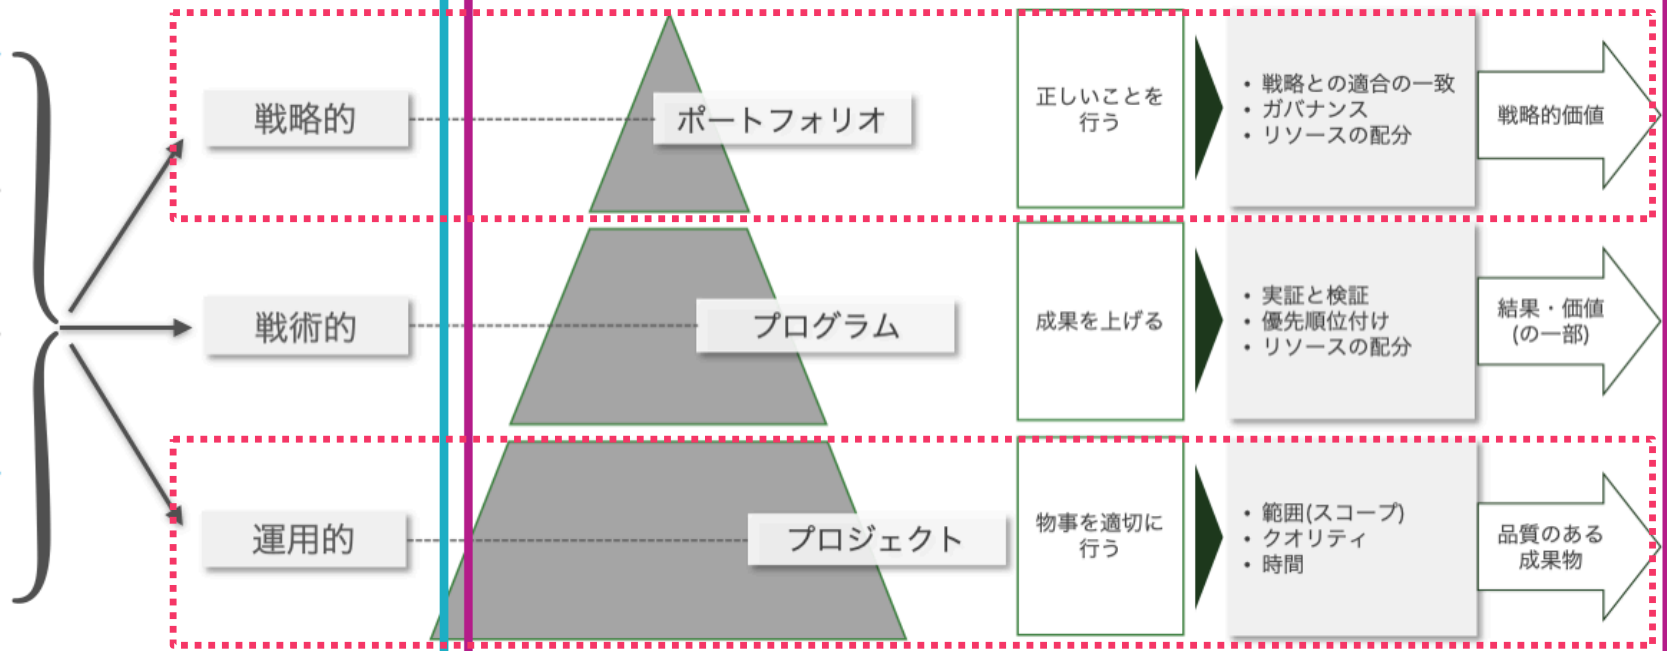 戦略的
ポートフォリオ
正しいことを
行う
• 戦略との適合の一致
• ガバナンス
• リソースの配分
戦略的価値
戦術的
プログラム
成果を上げる
• 実証と検証
• 優先順位付け
• リソースの配分
結果・価値
(の一部)
運用的
プロジェクト
物事を適切に
行う
• 範囲(スコープ)
• クオリティ
• 時間
品質のある
成果物